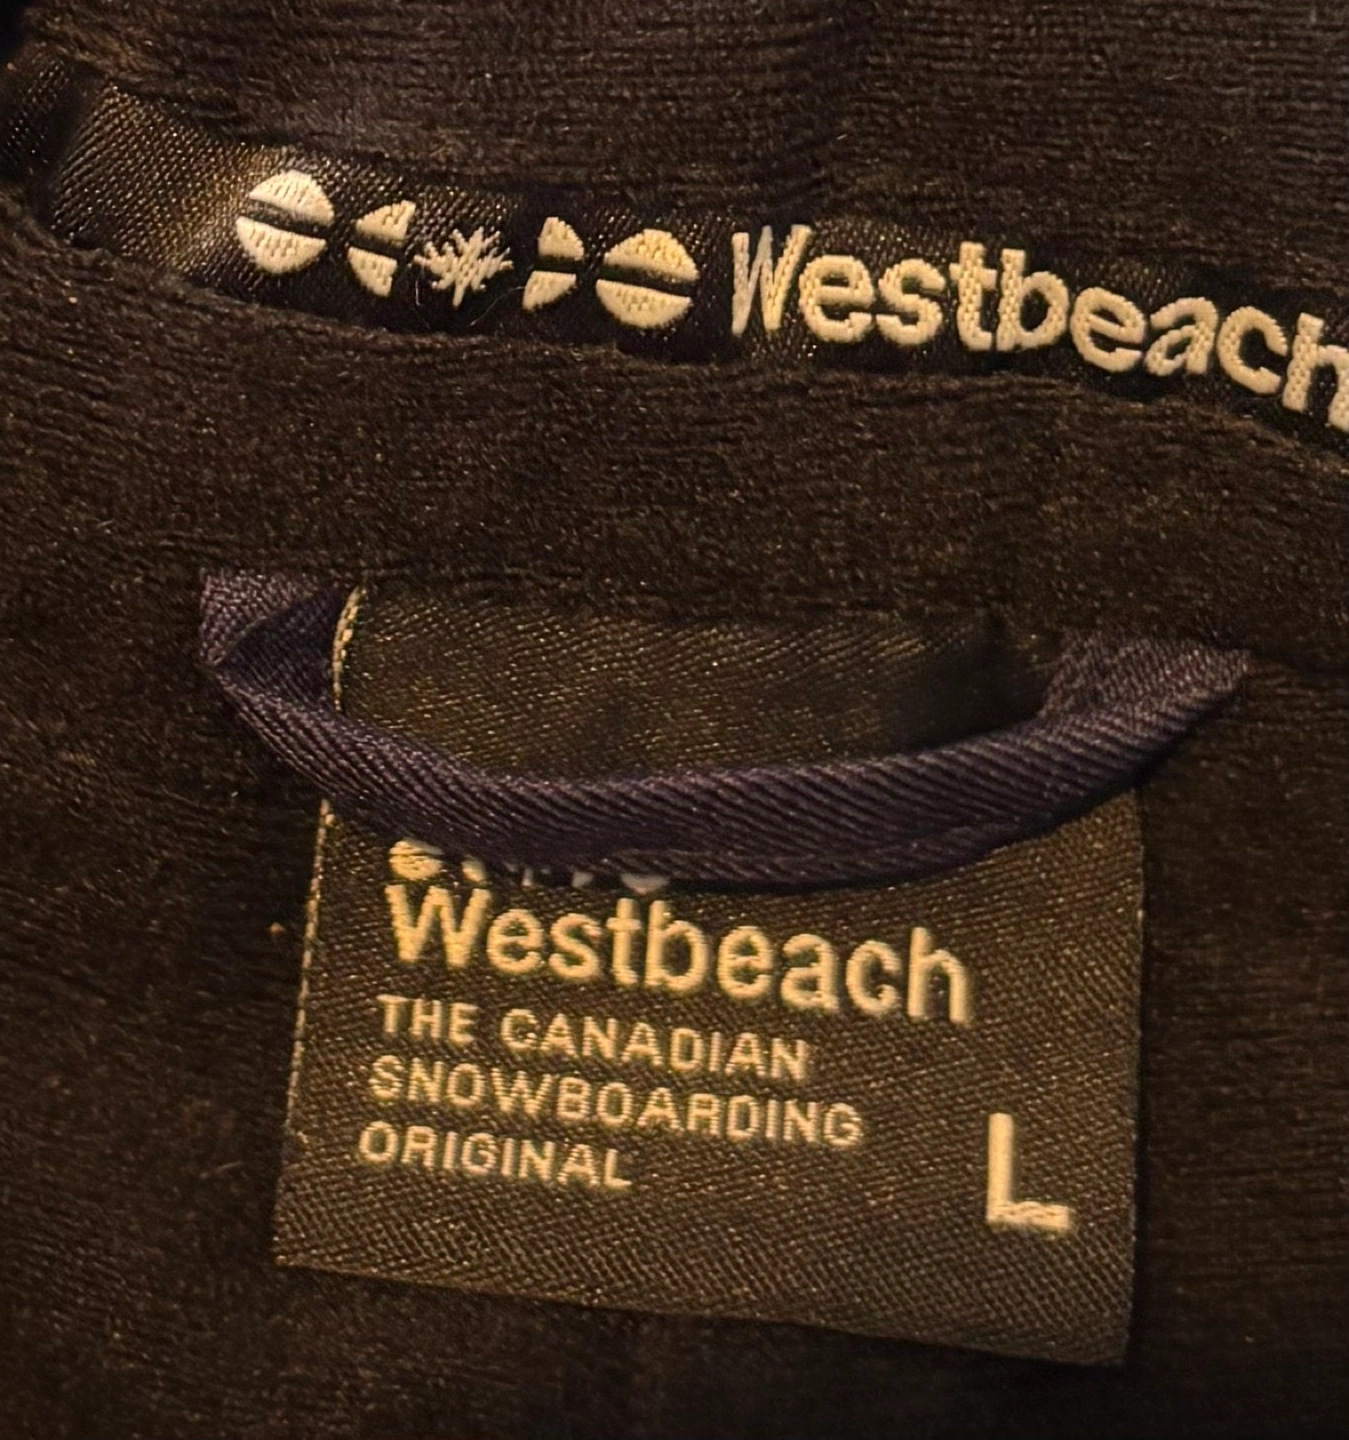 Westbeach
Westbeach
THE CANADIAN
SNOWBOARDING
ORIGINAL
L